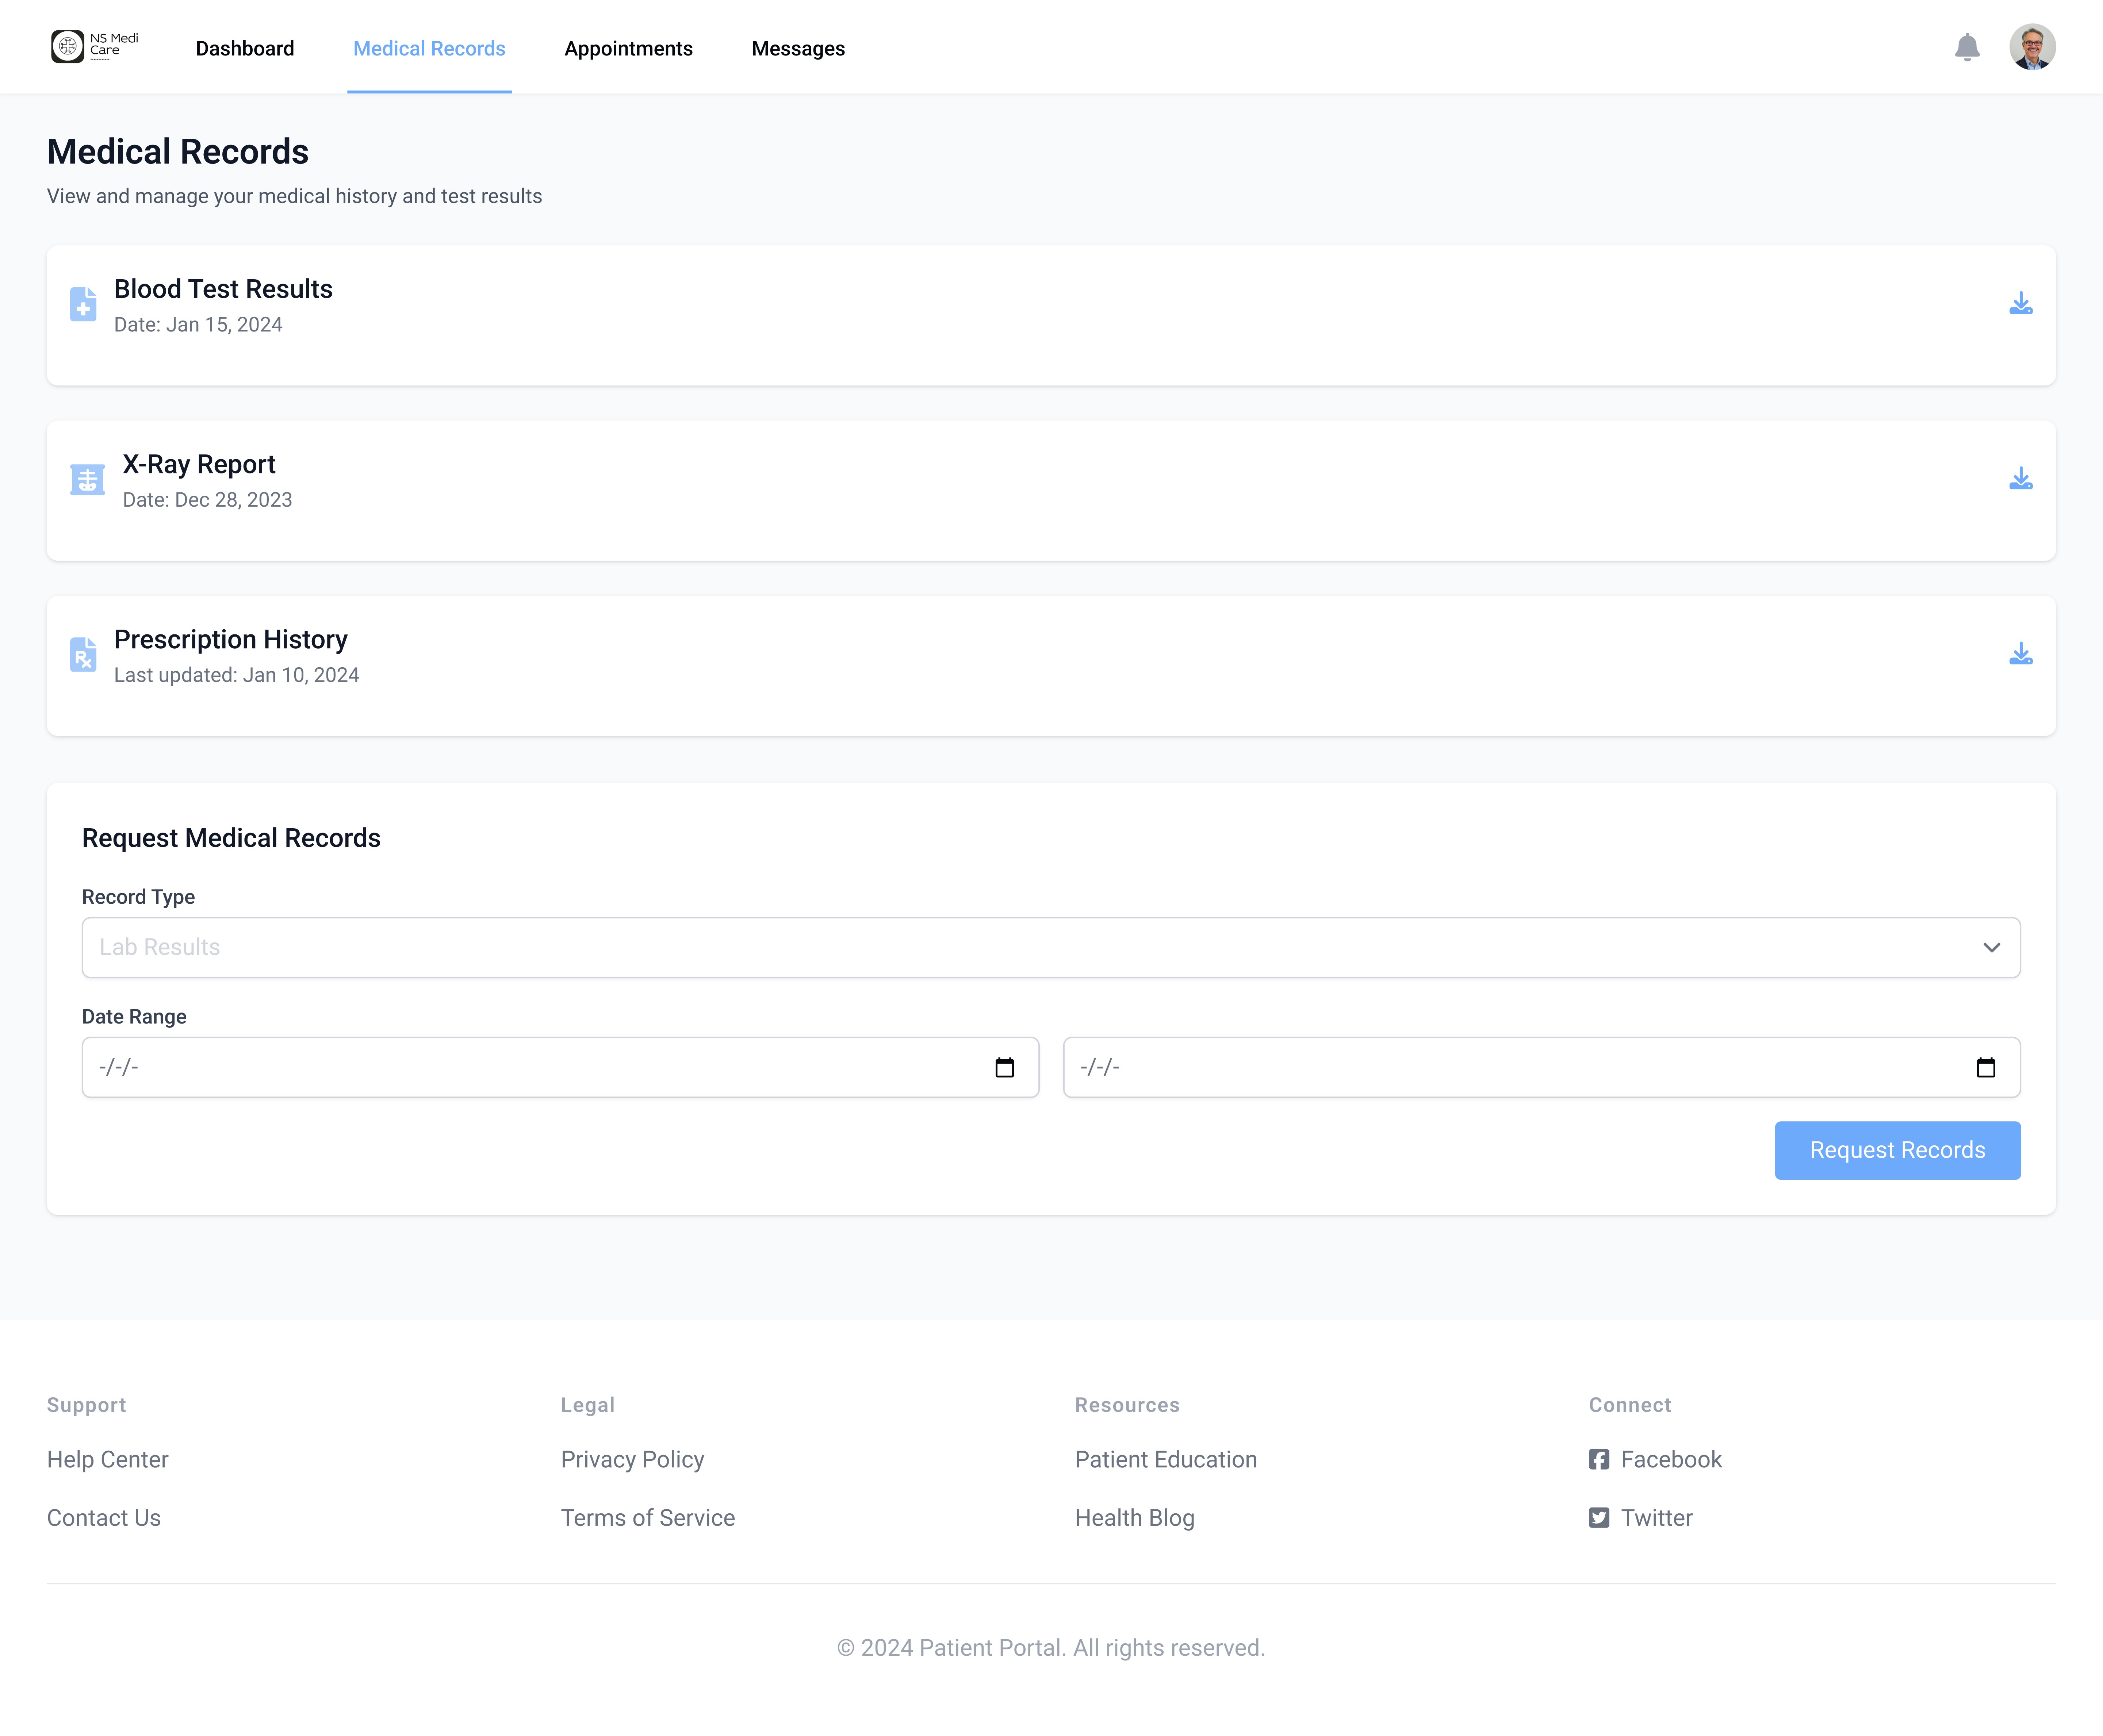 NS Medi
Care
Dashboard
Medical Records
Appointments
Messages
Medical Records
View and manage your medical history and test results
Blood Test Results
Date: Jan 15, 2024
X-Ray Report
Date: Dec 28, 2023
Rx
Prescription History
Last updated: Jan 10, 2024
Request Medical Records
Record Type
Lab Results
Date Range
-/-/-
-/-/-
Request Records
Support
Legal
Resources
Connect
Help Center
Privacy Policy
Patient Education
Facebook
Contact Us
Terms of Service
Health Blog
Twitter
© 2024 Patient Portal. All rights reserved.